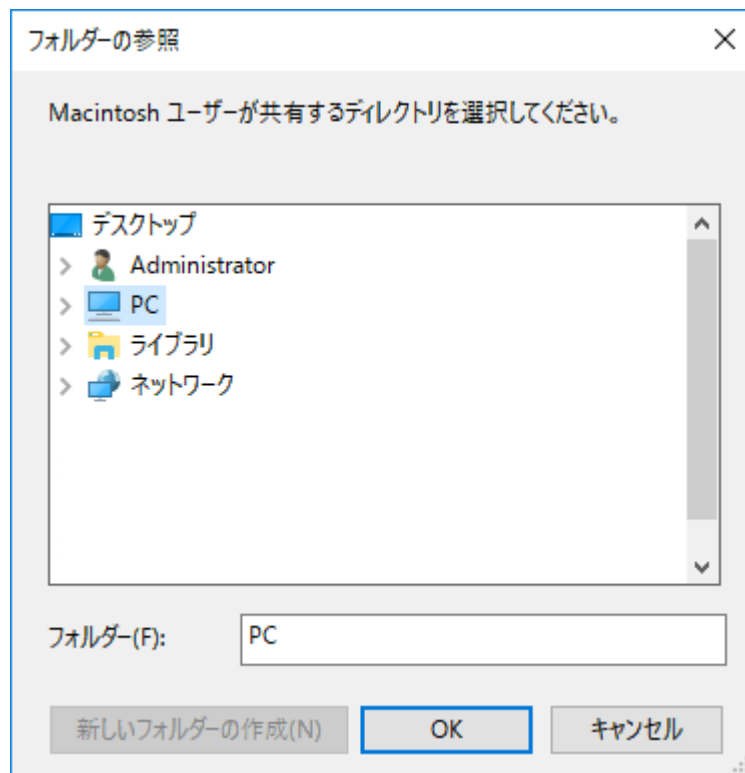 フォルダーの参照
Macintosh ユーザーが共有するディレクトリを選択してください。
デスクトップ
Administrator
PC
ライブラリ
ネットワーク
フォルダー(F): PC
新しいフォルダーの作成(N) OK キャンセル